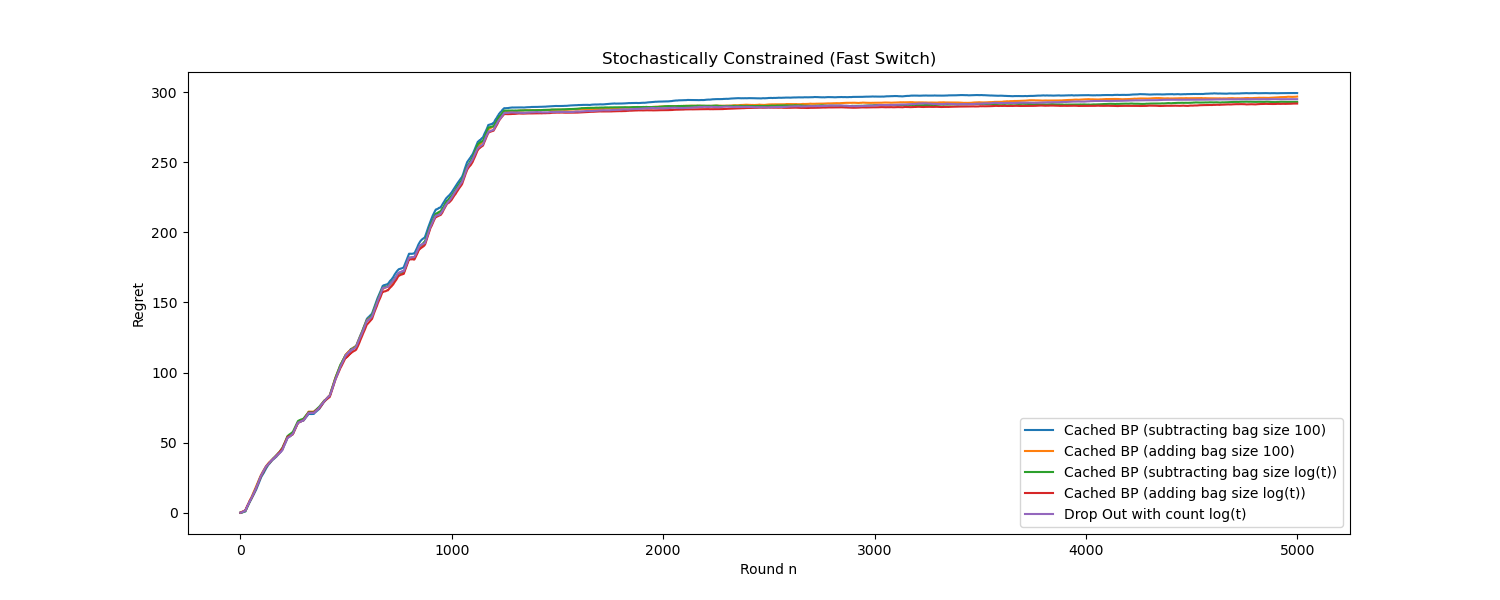 Stochastically Constrained (Fast Switch)
300
250
200
150
100
50
0
Regret
0 1000 2000 3000 4000 5000
Round n
Cached BP (subtracting bag size 100)
Cached BP (adding bag size 100)
Cached BP (subtracting bag size log(t))
Cached BP (adding bag size log(t))
Drop Out with count log(t)